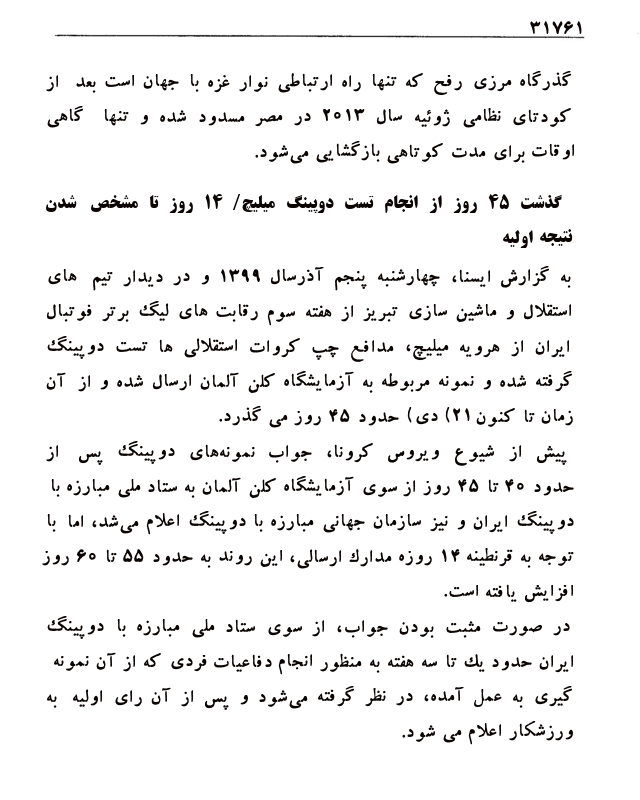 ۳۱۷۶۱
گذرگاه مرزی رفح که تنها راه ارتباطی نوار غزه با جهان است بعد از
کودتای نظامی ژوئیه سال ۲۰۱۳ در مصر مسدود شده و تنها گاهی
اوقات برای مدت کوتاهی بازگشایی می‌شود.
گذشت ۴۵ روز از انجام تست دوپینگ میلیچ/ ۱۴ روز تا مشخص شدن
نتیجه اولیه
به گزارش ایسنا، چهارشنبه پنجم آذرسال ۱۳۹۹ و در دیدار تیم های
استقلال و ماشین سازی تبریز از هفته سوم رقابت های لیگ برتر فوتبال
ایران از هرویه میلیچ، مدافع چپ کروات استقلالی ها تست دوپینگ
گرفته شده و نمونه مربوطه به آزمایشگاه کلن آلمان ارسال شده و از آن
زمان تا کنون ۲۱) دی) حدود ۴۵ روز می گذرد.
پیش از شیوع ویروس کرونا، جواب نمونه‌های دوپینگ پس از
حدود ۴۰ تا ۴۵ روز از سوی آزمایشگاه کلن آلمان به ستاد ملی مبارزه با
دوپینگ ایران و نیز سازمان جهانی مبارزه با دوپینگ اعلام می‌شد، اما با
توجه به قرنطینه ۱۴ روزه مدارك ارسالی، این روند به حدود ۵۵ تا ۶۰ روز
افزایش یافته است.
در صورت مثبت بودن جواب، از سوی ستاد ملی مبارزه با دوپینگ
ایران حدود یك تا سه هفته به منظور انجام دفاعیات فردی که از آن نمونه
گیری به عمل آمده، در نظر گرفته می‌شود و پس از آن رای اولیه به
ورزشکار اعلام می شود.